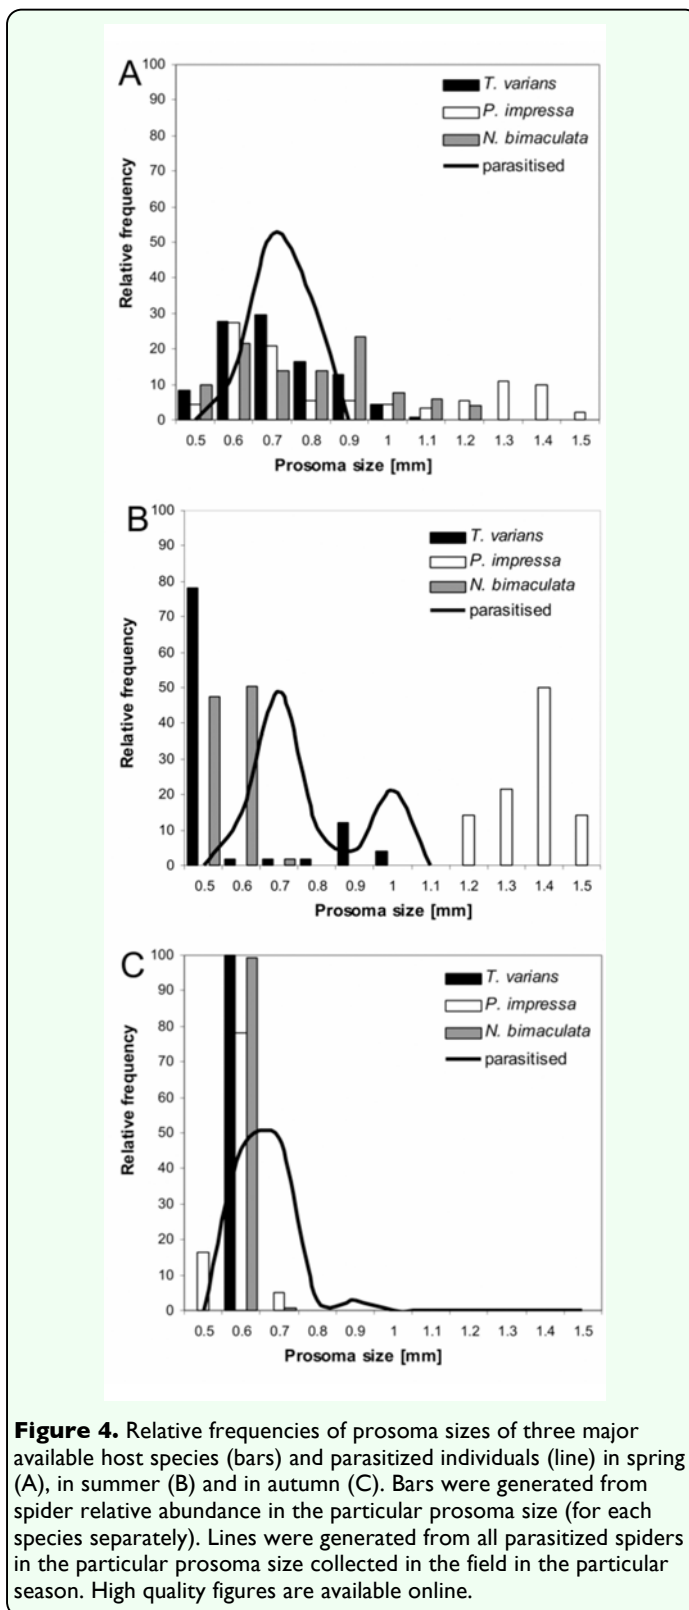 A
100
90
80
70
60
50
40
30
20
10
0
Relative frequency
T. varians
P. impressa
N. bimaculata
parasitised
0.5 0.6 0.7 0.8 0.9 1 1.1 1.2 1.3 1.4 1.5
Prosoma size [mm]
B
100
90
80
70
60
50
40
30
20
10
0
Relative frequency
T. varians
P. impressa
N. bimaculata
parasitised
0.5 0.6 0.7 0.8 0.9 1 1.1 1.2 1.3 1.4 1.5
Prosoma size [mm]
C
100
90
80
70
60
50
40
30
20
10
0
Relative frequency
T. varians
P. impressa
N. bimaculata
parasitised
0.5 0.6 0.7 0.8 0.9 1 1.1 1.2 1.3 1.4 1.5
Prosoma size [mm]
Figure 4. Relative frequencies of prosoma sizes of three major
available host species (bars) and parasitized individuals (line) in spring
(A), in summer (B) and in autumn (C). Bars were generated from
spider relative abundance in the particular prosoma size (for each
species separately). Lines were generated from all parasitized spiders
in the particular prosoma size collected in the field in the particular
season. High quality figures are available online.